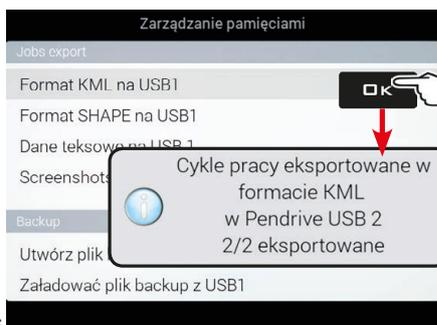 Zarządzanie pamięciami
Jobs export
Format KML na USB1
OK
Format SHAPE na USB1
Dane teksowe na USB 1
Screenshots
Cykle pracy eksportowane w
formacie KML
w Pendrive USB 2
2/2 eksportowane
Backup
Utwórz plik
Załadować plik backup z USB1